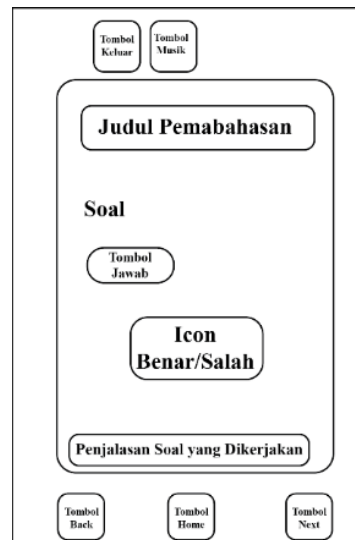 Tombol
Keluar
Tombol
Musik
Judul Pemabahasan
Soal
Tombol
Jawab
Icon
Benar/Salah
Penjalasan Soal yang Dikerjakan
Tombol
Back
Tombol
Home
Tombol
Next